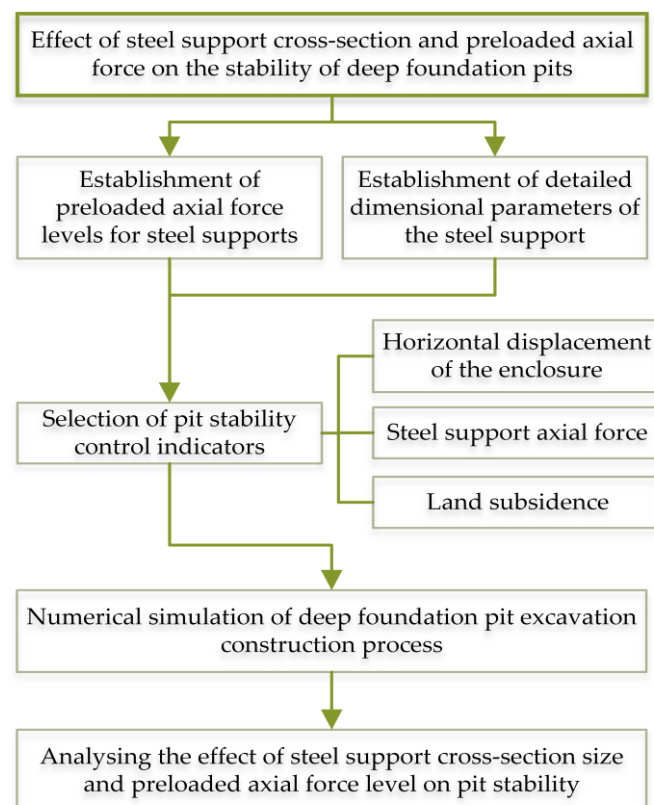 Effect of steel support cross-section and preloaded axial
force on the stability of deep foundation pits
Establishment of
preloaded axial force
levels for steel supports
Establishment of detailed
dimensional parameters of
the steel support
Horizontal displacement
of the enclosure
Selection of pit stability
control indicators
Steel support axial force
Land subsidence
Numerical simulation of deep foundation pit excavation
construction process
Analysing the effect of steel support cross-section size
and preloaded axial force level on pit stability